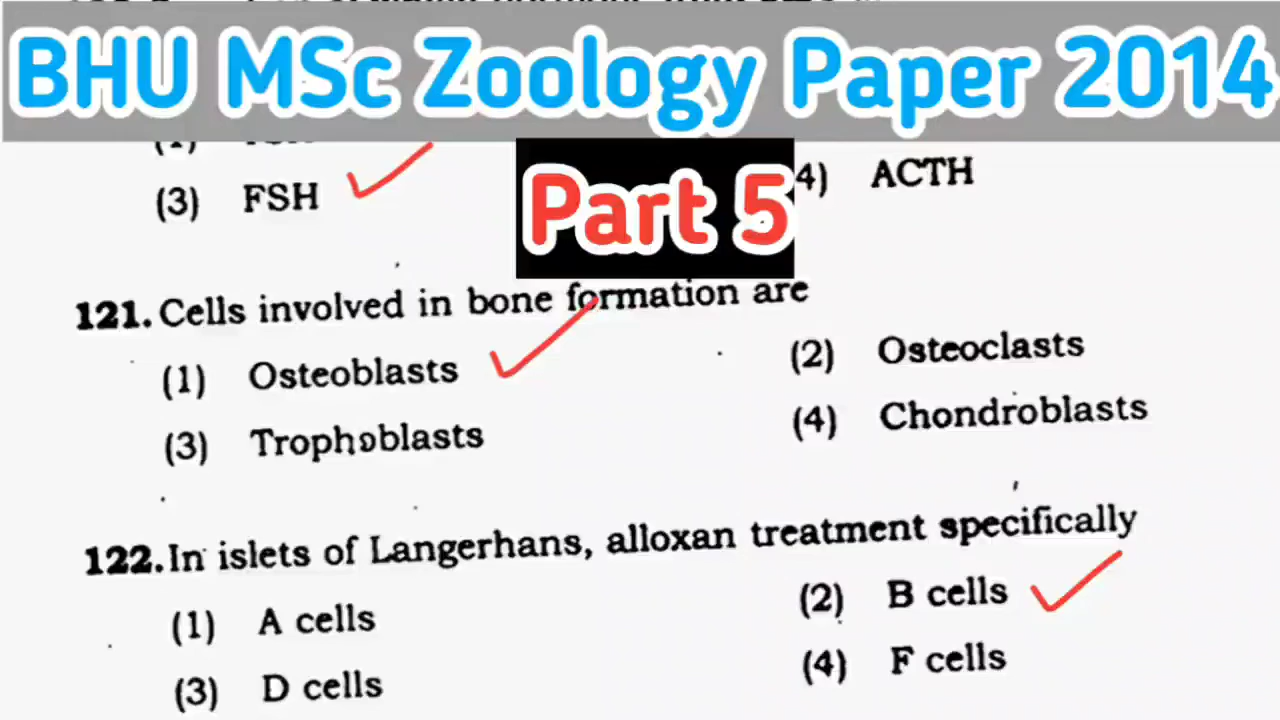 BHU MSc Zoology Paper 2014
(3) FSH
4) ACTH
Part 5
121. Cells involved in bone formation are
(1) Osteoblasts
(2) Osteoclasts
(3) Trophoblasts
(4) Chondroblasts
122. In islets of Langerhans, alloxan treatment specifically
(1) A cells
(2) B cells
(3) D cells
(4) F cells